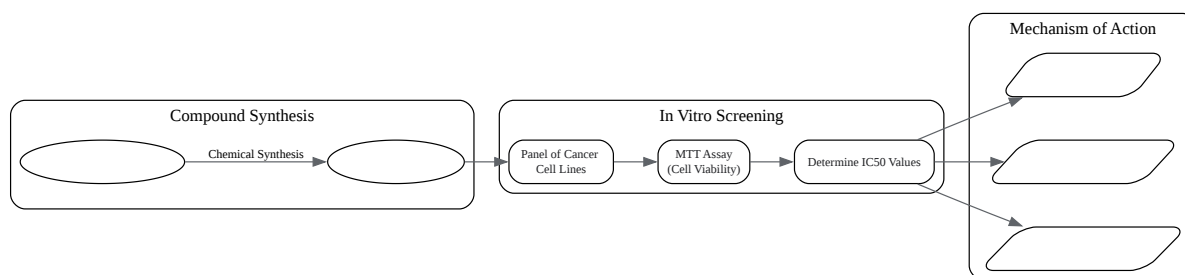 Mechanism of Action
Compound Synthesis
In Vitro Screening
Chemical Synthesis
Panel of Cancer
Cell Lines
MTT Assay
(Cell Viability)
Determine IC50 Values